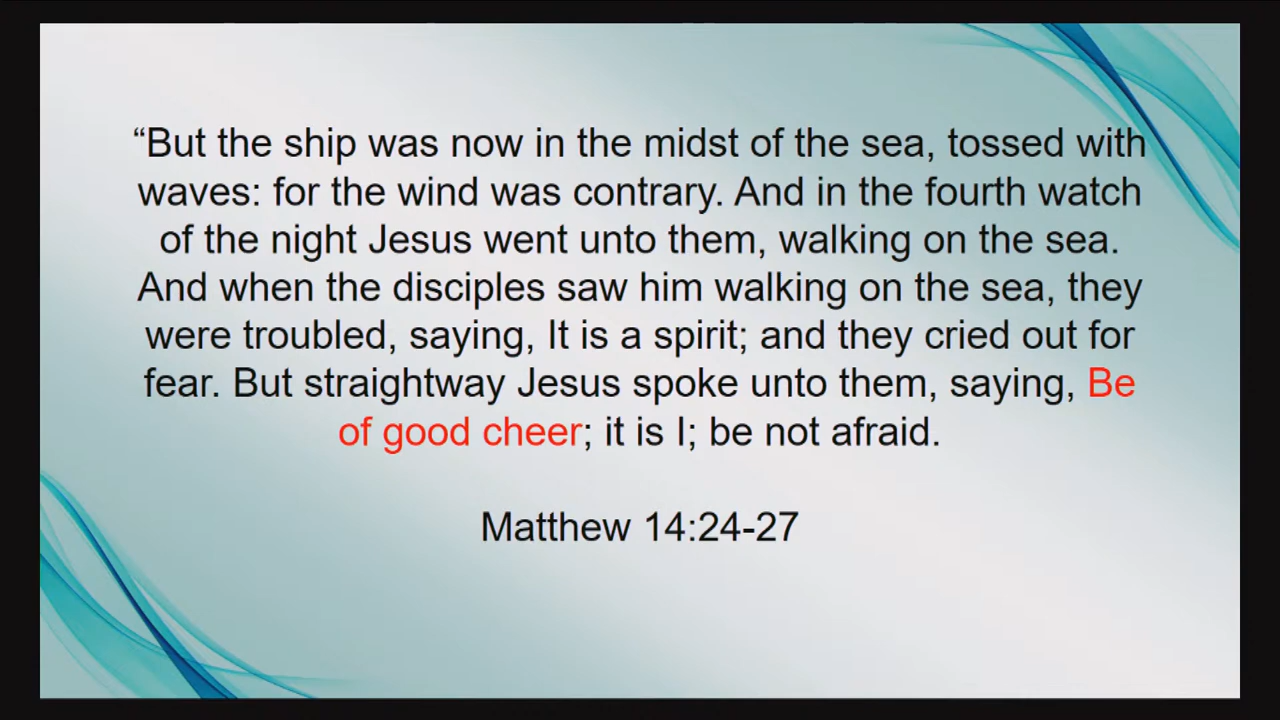 “But the ship was now in the midst of the sea, tossed with
waves: for the wind was contrary. And in the fourth watch
of the night Jesus went unto them, walking on the sea.
And when the disciples saw him walking on the sea, they
were troubled, saying, It is a spirit; and they cried out for
fear. But straightway Jesus spoke unto them, saying, Be
of good cheer; it is I; be not afraid.
Matthew 14:24-27